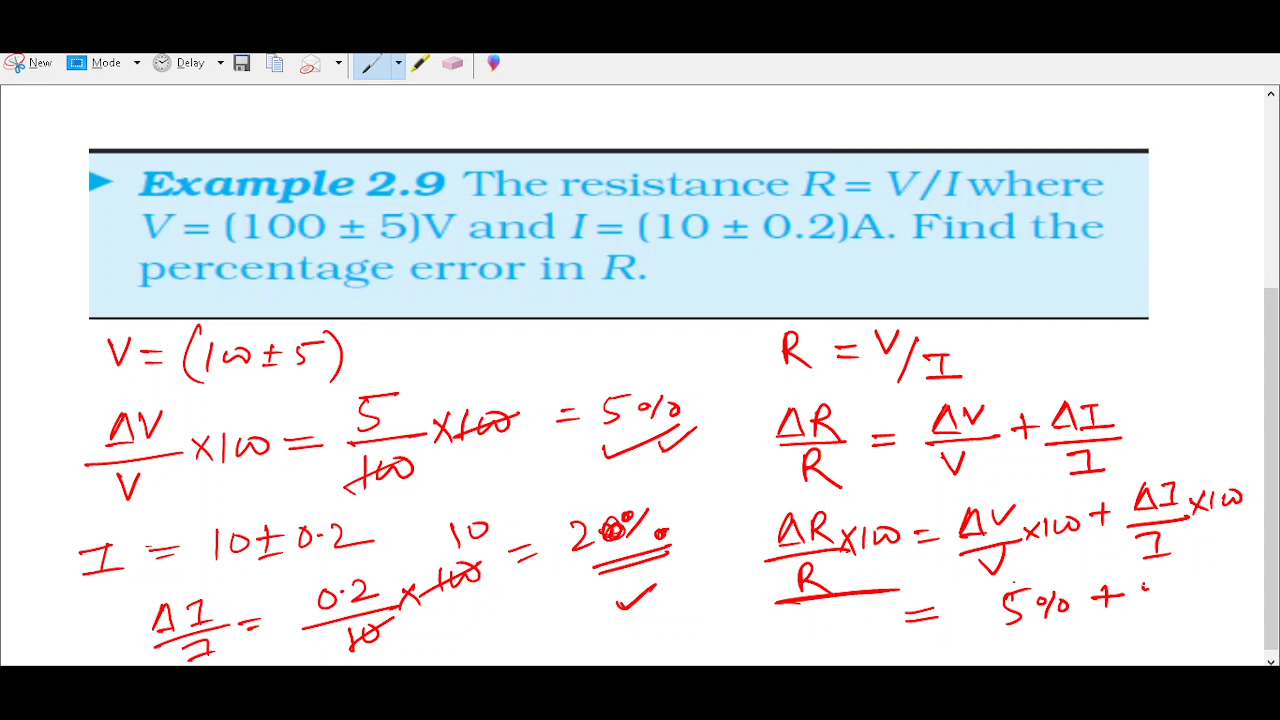 New Mode Delay
Example 2.9 The resistance R = V/I where
V = (100 ± 5)V and I = (10 ± 0.2)A. Find the
percentage error in R.
V = (100 ± 5)
ΔV/V ×100 = 5/100 ×100 = 5%
I = 10 ± 0.2
ΔI/I = 0.2/10 × 100 10 = 2%
R = V/I
ΔR/R = ΔV/V + ΔI/I
ΔR/R ×100 = ΔV/V ×100 + ΔI/I ×100
= 5% +